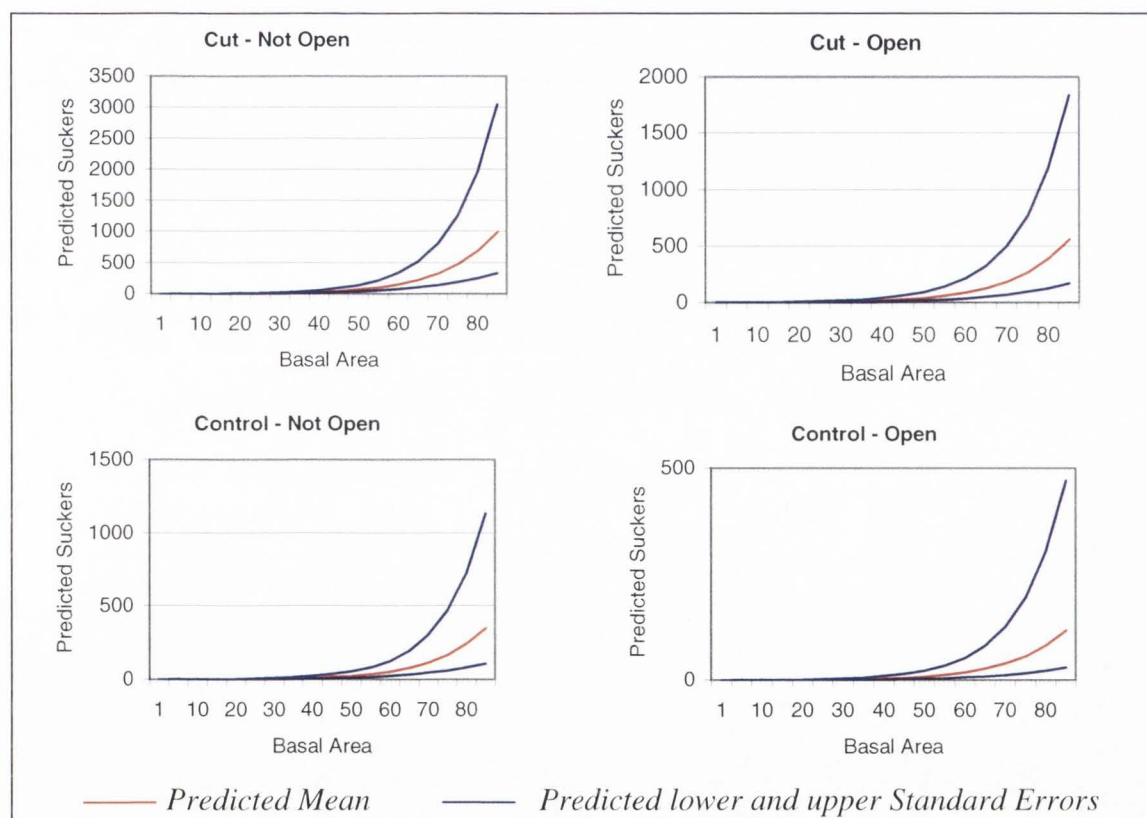 Cut - Not Open
Predicted Suckers
3500
3000
2500
2000
1500
1000
500
0
1 10 20 30 40 50 60 70 80
Basal Area
Cut - Open
Predicted Suckers
2000
1500
1000
500
0
1 10 20 30 40 50 60 70 80
Basal Area
Control - Not Open
Predicted Suckers
1500
1000
500
0
1 10 20 30 40 50 60 70 80
Basal Area
Control - Open
Predicted Suckers
500
0
1 10 20 30 40 50 60 70 80
Basal Area
Predicted Mean
Predicted lower and upper Standard Errors